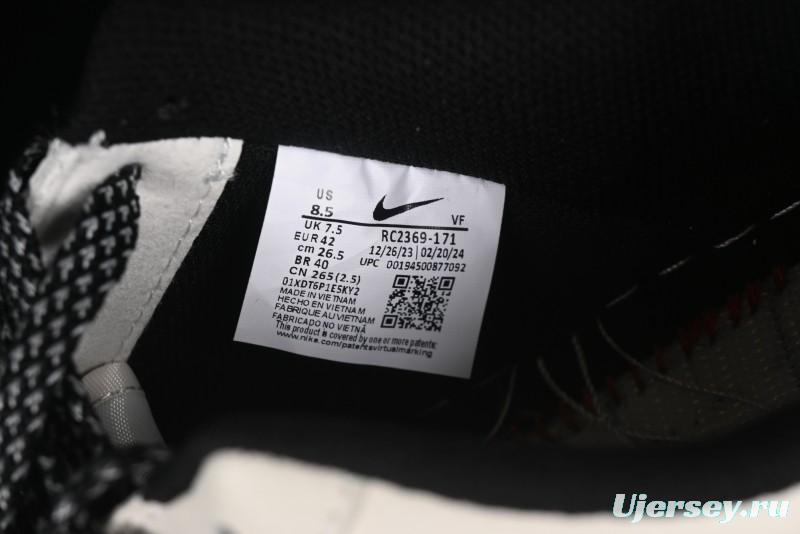 US
8.5
VF
UK 7.5
EUR 42
cm 26.5
BR 40
CN 265(2.5)
RC2369-171
12/26/23 | 02/20/24
UPC 00194500877092
01XDT6P1E5KY2
MADE IN VIETNAM
HECHO EN VIETNAM
FABRIQUE AU VIETNAM
FABRICADO NO VIETNÃ
This product is covered by one or more patents:
www.nike.com/patentsvirtualmarking
Ujersey.ru